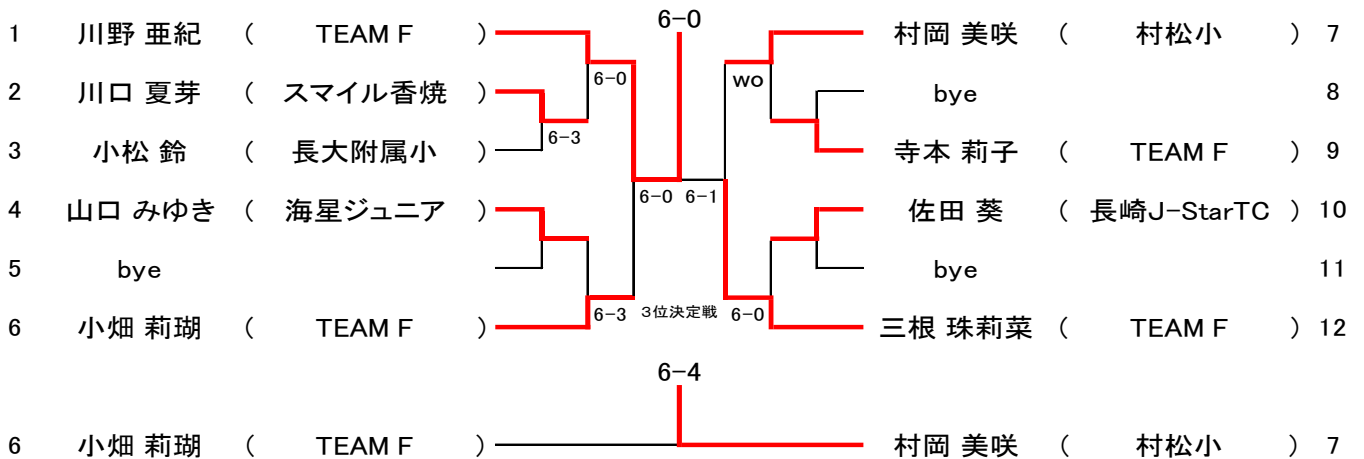 6-0
1 川野 亜紀 ( TEAM F ) 村岡 美咲 ( 村松小 ) 7
6-0 wo
2 川口 夏芽 ( スマイル香焼 ) bye 8
6-3
3 小松 鈴 ( 長大附属小 ) 寺本 莉子 ( TEAM F ) 9
6-0 6-1
4 山口 みゆき ( 海星ジュニア ) 佐田 葵 ( 長崎J-StarTC ) 10
5 bye bye 11
6-3 3位決定戦 6-0
6 小畑 莉瑚 ( TEAM F ) 三根 珠莉菜 ( TEAM F ) 12
6-4
6 小畑 莉瑚 ( TEAM F ) 村岡 美咲 ( 村松小 ) 7